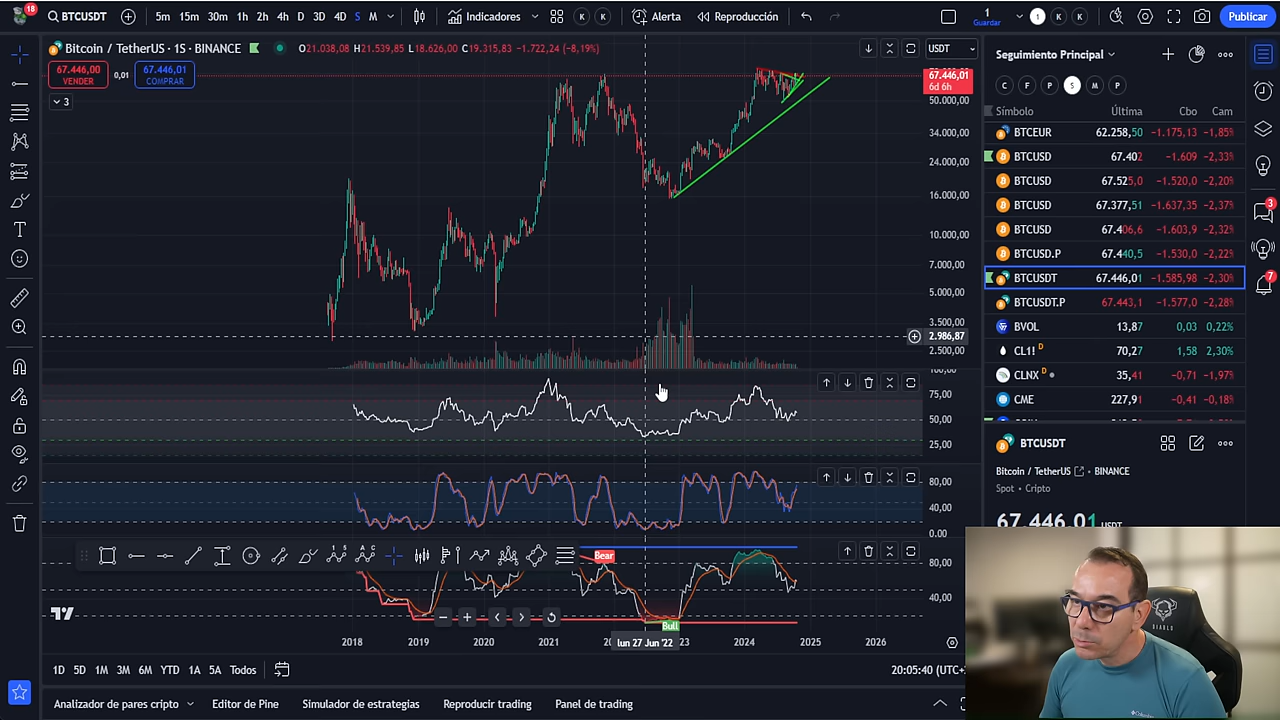 18
BTCUSDT
5m 15m 30m 1h 2h 4h D 3D 4D S M
Indicadores
K K
Alerta
Reproducción
1
Guardar
1 K K
Publicar
Bitcoin / TetherUS · 1S · BINANCE
O21.038,08 H21.539,85 L18.626,00 C19.315,83 −1.722,24 (−8,19%)
USDT
67.446,00
VENDER
0,01
67.446,01
COMPRAR
3
67.446,01
6d 6h
50.000,00
34.000,00
24.000,00
16.000,00
10.000,00
7.000,00
5.000,00
3.500,00
2.986,87
2.500,00
100,00
75,00
50,00
25,00
80,00
40,00
0,00
80,00
40,00
Bear
Bull
2018 2019 2020 2021 lun 27 Jun '22 23 2024 2025 2026
1D 5D 1M 3M 6M YTD 1A 5A Todos
20:05:40 (UTC+
Analizador de pares cripto
Editor de Pine
Simulador de estrategias
Reproducir trading
Panel de trading
Seguimiento Principal
C F P S M P
Símbolo Última Cbo Cam
BTCEUR 62.258,50 −1.175,13 −1,85%
BTCUSD 67.402 −1.609 −2,33%
BTCUSD 67.525,0 −1.520,0 −2,20%
BTCUSD 67.377,51 −1.637,35 −2,37%
BTCUSD 67.406,6 −1.603,9 −2,32%
BTCUSD.P 67.440,5 −1.530,0 −2,22%
BTCUSDT 67.446,01 −1.585,98 −2,30%
BTCUSDT.P 67.443,1 −1.577,0 −2,28%
BVOL 13,87 0,03 0,22%
CL1! D 70,27 1,58 2,30%
CLNX D 35,41 −0,71 −1,97%
CME 227,91 −0,41 −0,18%
BTCUSDT
Bitcoin / TetherUS · BINANCE
Spot · Cripto
67.446,01 USDT
3
7
DIABLO
Columbia